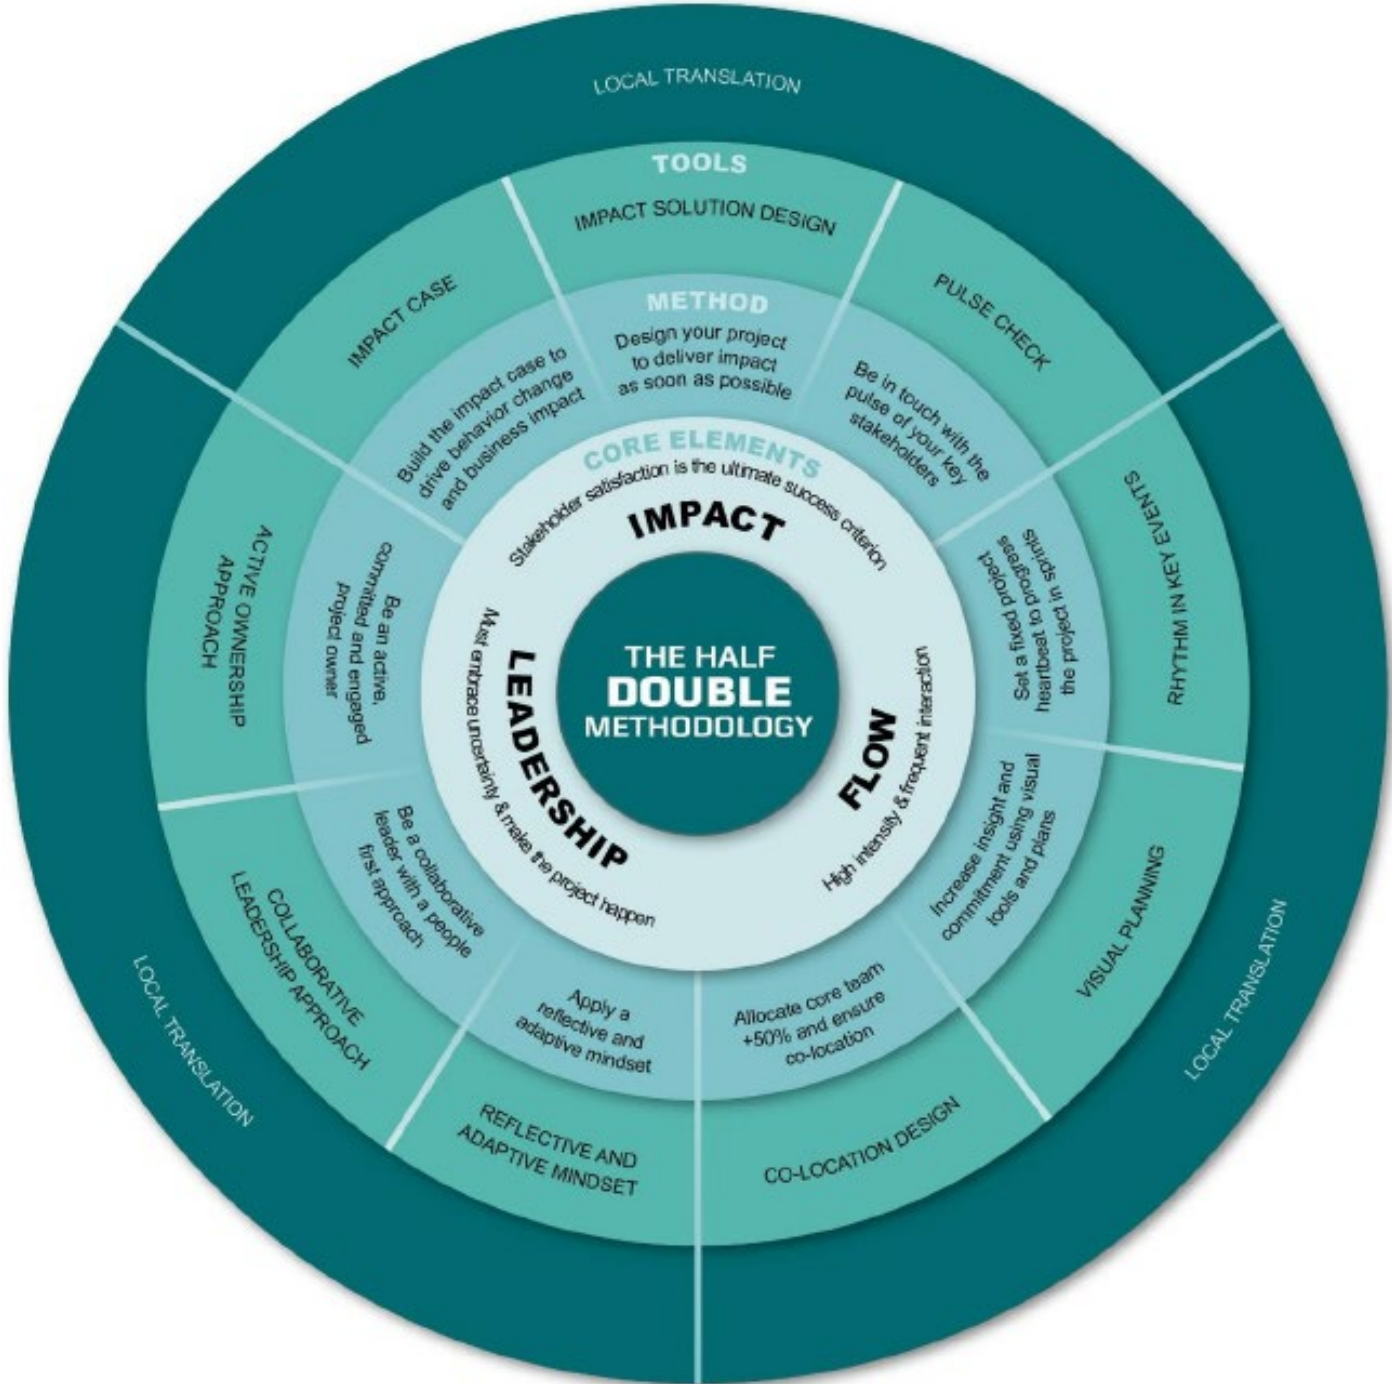 LOCAL TRANSLATION
TOOLS
IMPACT SOLUTION DESIGN
IMPACT CASE
PULSE CHECK
METHOD
Design your project
to deliver impact
as soon as possible
Build the impact case to
drive behavior change
and business impact
Be in touch with the
pulse of your key
stakeholders
CORE ELEMENTS
Stakeholder satisfaction is the ultimate success criterion
IMPACT
THE HALF
DOUBLE
METHODOLOGY
LEADERSHIP
Must embrace uncertainty & make the project happen
FLOW
High intensity & frequent interaction
RHYTHM IN KEY EVENTS
Set a fixed project
heartbeat to progress
the project in sprints
VISUAL PLANNING
Increase insight and
commitment using visual
tools and plans
CO-LOCATION DESIGN
Allocate core team
+50% and ensure
co-location
LOCAL TRANSLATION
REFLECTIVE AND
ADAPTIVE MINDSET
Apply a
reflective and
adaptive mindset
COLLABORATIVE
LEADERSHIP APPROACH
Be a collaborative
leader with a people
first approach
ACTIVE OWNERSHIP
APPROACH
Be an active,
committed and engaged
project owner
LOCAL TRANSLATION